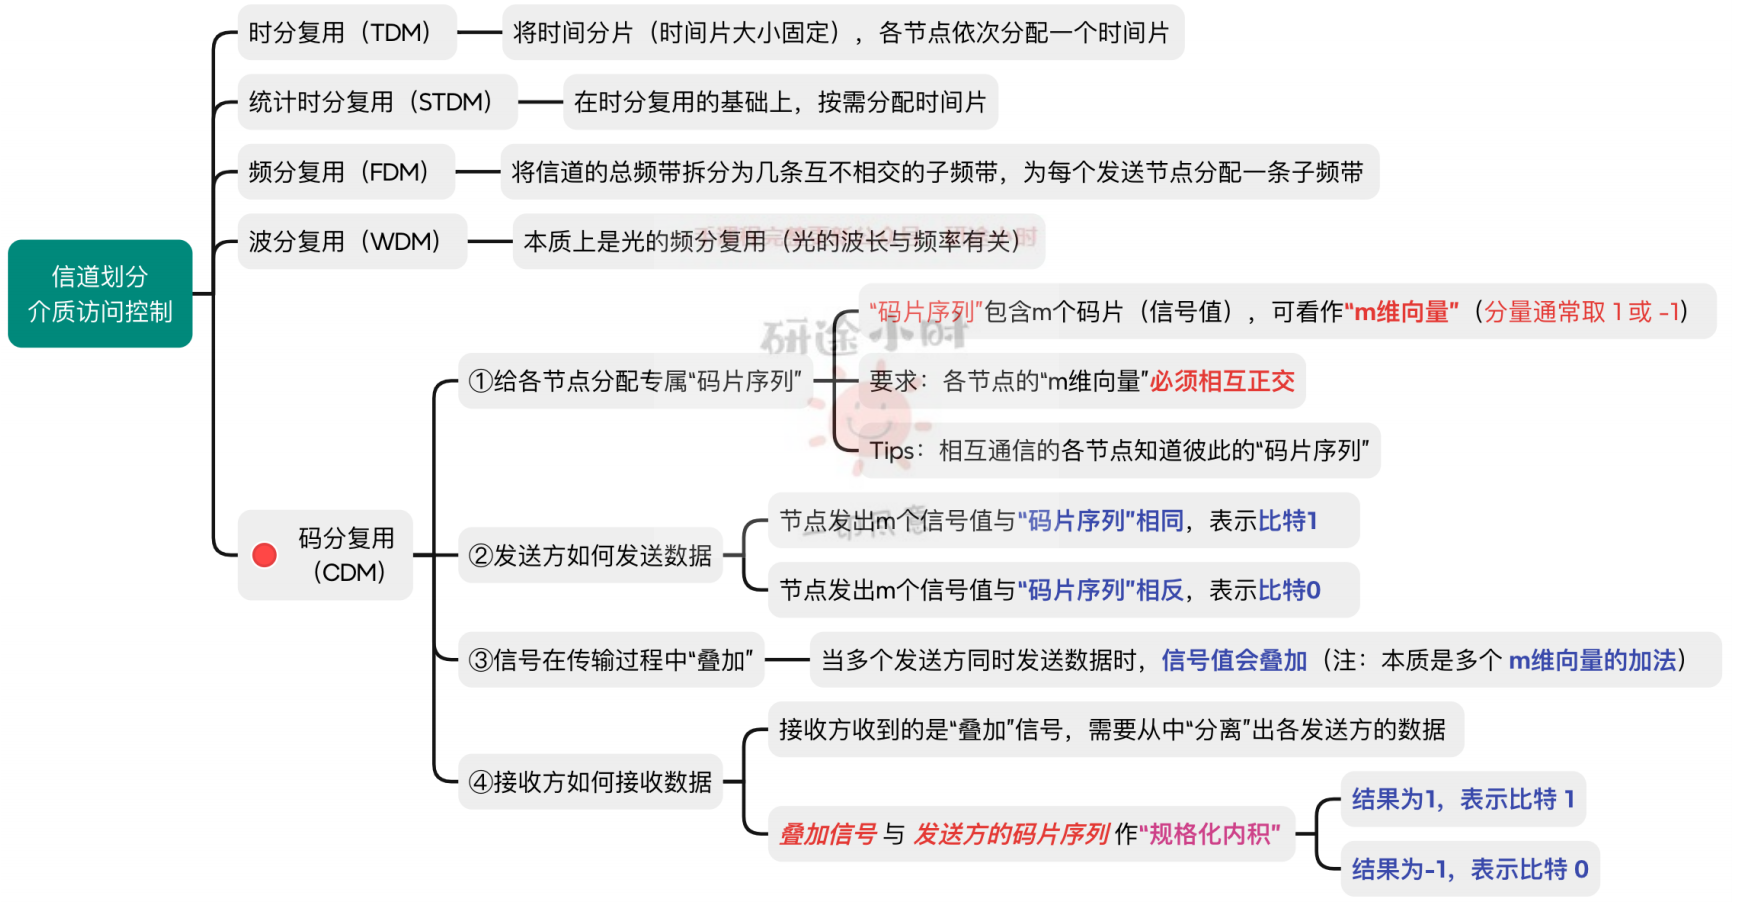 时分复用（TDM）
将时间分片（时间片大小固定），各节点依次分配一个时间片
统计时分复用（STDM）
在时分复用的基础上，按需分配时间片
频分复用（FDM）
将信道的总频带拆分为几条互不相交的子频带，为每个发送节点分配一条子频带
波分复用（WDM）
本质上是光的频分复用（光的波长与频率有关）
信道划分
介质访问控制
码分复用
（CDM）
①给各节点分配专属“码片序列”
“码片序列”包含m个码片（信号值），可看作“m维向量”（分量通常取 1 或 -1）
要求：各节点的“m维向量”必须相互正交
Tips：相互通信的各节点知道彼此的“码片序列”
②发送方如何发送数据
节点发出m个信号值与“码片序列”相同，表示比特1
节点发出m个信号值与“码片序列”相反，表示比特0
③信号在传输过程中“叠加”
当多个发送方同时发送数据时，信号值会叠加（注：本质是多个 m维向量的加法）
④接收方如何接收数据
接收方收到的是“叠加”信号，需要从中“分离”出各发送方的数据
叠加信号 与 发送方的码片序列 作“规格化内积”
结果为1，表示比特 1
结果为-1，表示比特 0
研途小时